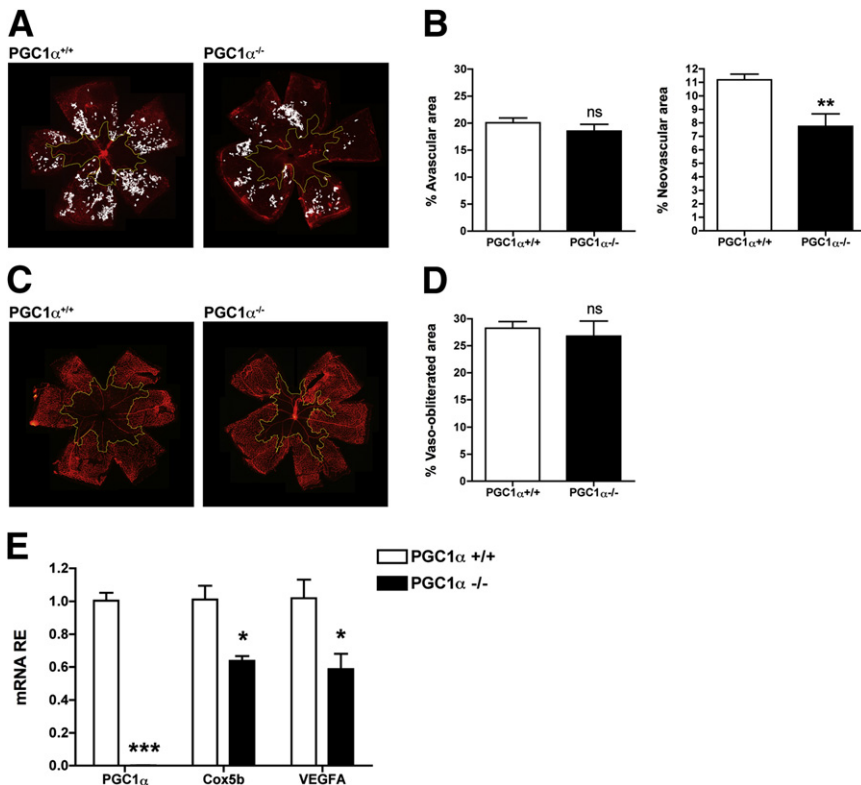 A
PGC1α+/+
PGC1α-/-
B
% Avascular area
30
25
20
15
10
5
0
ns
PGC1α+/+
PGC1α-/-
% Neovascular area
12
11
10
9
8
7
6
5
4
3
2
1
0
**
PGC1α+/+
PGC1α-/-
C
PGC1α+/+
PGC1α-/-
D
% Vaso-obliterated area
30
25
20
15
10
5
0
ns
PGC1α+/+
PGC1α-/-
E
mRNA RE
1.2
1.0
0.8
0.6
0.4
0.2
0.0
***
*
*
PGC1α
Cox5b
VEGFA
PGC1α +/+
PGC1α -/-